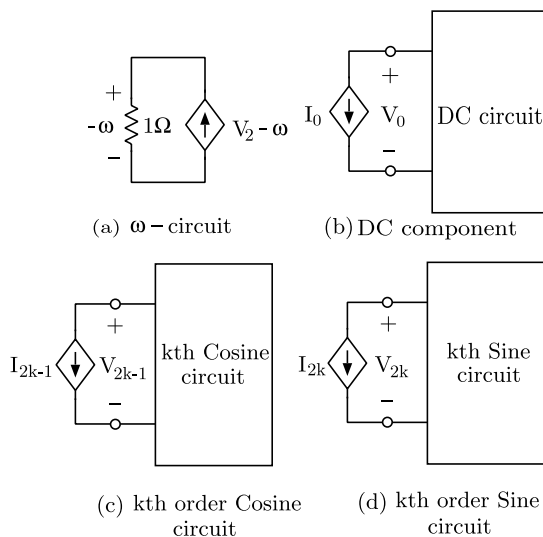 +
-ω 1Ω V₂-ω
−
(a) ω-circuit
I₀ + V₀ −
DC circuit
(b) DC component
I₂ₖ₋₁ + V₂ₖ₋₁ −
kth Cosine
circuit
(c) kth order Cosine
circuit
I₂ₖ + V₂ₖ −
kth Sine
circuit
(d) kth order Sine
circuit